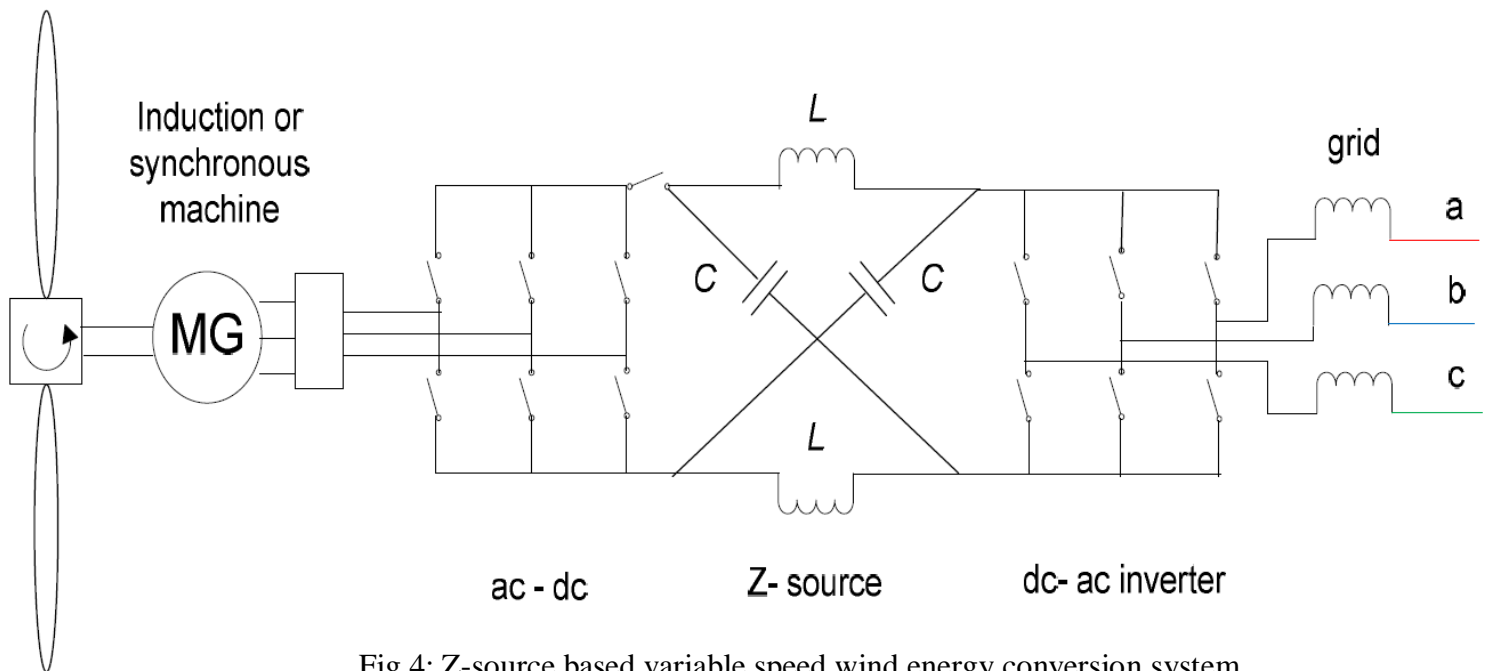 Induction or
synchronous
machine
MG
L
C
C
L
grid
a
b
c
ac - dc
Z- source
dc- ac inverter
Fig 4: Z-source based variable speed wind energy conversion system